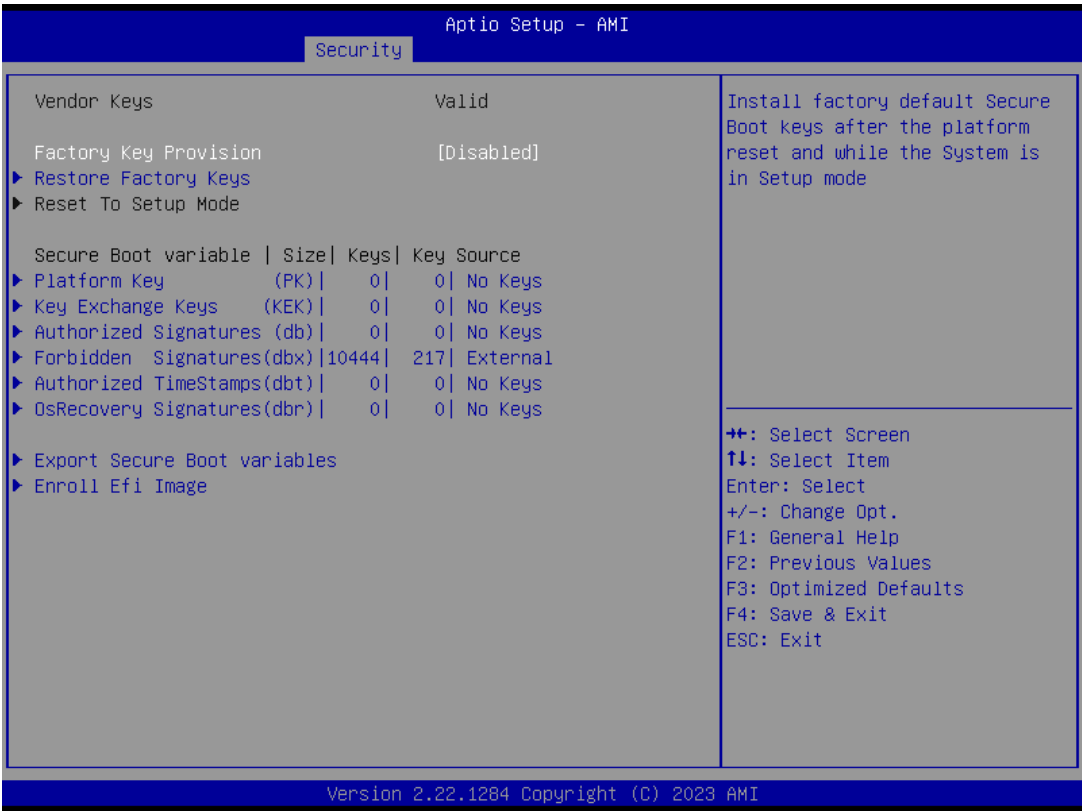 Aptio Setup – AMI
Security
Vendor Keys Valid
Factory Key Provision [Disabled]
Restore Factory Keys
Reset To Setup Mode
Secure Boot variable | Size| Keys| Key Source
Platform Key (PK)| 0| 0| No Keys
Key Exchange Keys (KEK)| 0| 0| No Keys
Authorized Signatures (db)| 0| 0| No Keys
Forbidden Signatures(dbx)|10444| 217| External
Authorized TimeStamps(dbt)| 0| 0| No Keys
OsRecovery Signatures(dbr)| 0| 0| No Keys
Export Secure Boot variables
Enroll Efi Image
Install factory default Secure
Boot keys after the platform
reset and while the System is
in Setup mode
→←: Select Screen
↑↓: Select Item
Enter: Select
+/-: Change Opt.
F1: General Help
F2: Previous Values
F3: Optimized Defaults
F4: Save & Exit
ESC: Exit
Version 2.22.1284 Copyright (C) 2023 AMI